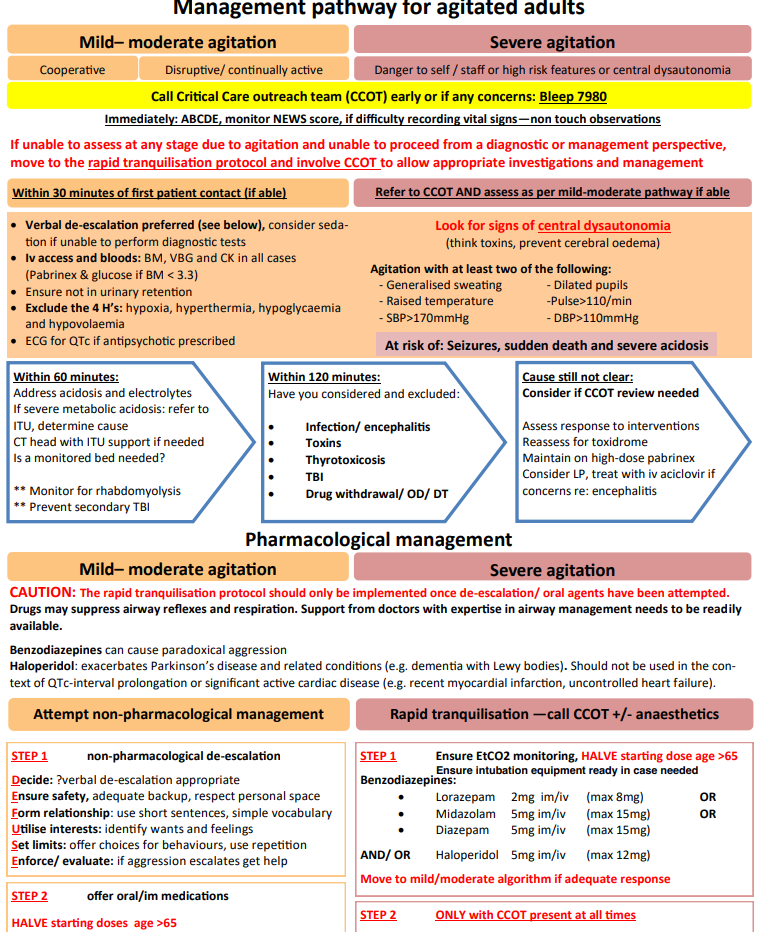 Management pathway for agitated adults
Mild– moderate agitation
Severe agitation
Cooperative
Disruptive/ continually active
Danger to self / staff or high risk features or central dysautonomia
Call Critical Care outreach team (CCOT) early or if any concerns: Bleep 7980
Immediately: ABCDE, monitor NEWS score, if difficulty recording vital signs—non touch observations
If unable to assess at any stage due to agitation and unable to proceed from a diagnostic or management perspective,
move to the rapid tranquilisation protocol and involve CCOT to allow appropriate investigations and management
Within 30 minutes of first patient contact (if able)
Refer to CCOT AND assess as per mild-moderate pathway if able
• Verbal de-escalation preferred (see below), consider seda-
tion if unable to perform diagnostic tests
• Iv access and bloods: BM, VBG and CK in all cases
(Pabrinex & glucose if BM < 3.3)
• Ensure not in urinary retention
• Exclude the 4 H's: hypoxia, hyperthermia, hypoglycaemia
and hypovolaemia
• ECG for QTc if antipsychotic prescribed
Look for signs of central dysautonomia
(think toxins, prevent cerebral oedema)
Agitation with at least two of the following:
- Generalised sweating - Dilated pupils
- Raised temperature -Pulse>110/min
- SBP>170mmHg - DBP>110mmHg
At risk of: Seizures, sudden death and severe acidosis
Within 60 minutes:
Address acidosis and electrolytes
If severe metabolic acidosis: refer to
ITU, determine cause
CT head with ITU support if needed
Is a monitored bed needed?
** Monitor for rhabdomyolysis
** Prevent secondary TBI
Within 120 minutes:
Have you considered and excluded:
• Infection/ encephalitis
• Toxins
• Thyrotoxicosis
• TBI
• Drug withdrawal/ OD/ DT
Cause still not clear:
Consider if CCOT review needed
Assess response to interventions
Reassess for toxidrome
Maintain on high-dose pabrinex
Consider LP, treat with iv aciclovir if
concerns re: encephalitis
Pharmacological management
Mild– moderate agitation
Severe agitation
CAUTION: The rapid tranquilisation protocol should only be implemented once de-escalation/ oral agents have been attempted.
Drugs may suppress airway reflexes and respiration. Support from doctors with expertise in airway management needs to be readily
available.
Benzodiazepines can cause paradoxical aggression
Haloperidol: exacerbates Parkinson's disease and related conditions (e.g. dementia with Lewy bodies). Should not be used in the con-
text of QTc-interval prolongation or significant active cardiac disease (e.g. recent myocardial infarction, uncontrolled heart failure).
Attempt non-pharmacological management
Rapid tranquilisation —call CCOT +/- anaesthetics
STEP 1 non-pharmacological de-escalation
Decide: ?verbal de-escalation appropriate
Ensure safety, adequate backup, respect personal space
Form relationship: use short sentences, simple vocabulary
Utilise interests: identify wants and feelings
Set limits: offer choices for behaviours, use repetition
Enforce/ evaluate: if aggression escalates get help
STEP 2 offer oral/im medications
HALVE starting doses age >65
STEP 1 Ensure EtCO2 monitoring, HALVE starting dose age >65
Ensure intubation equipment ready in case needed
Benzodiazepines:
• Lorazepam 2mg im/iv (max 8mg) OR
• Midazolam 5mg im/iv (max 15mg) OR
• Diazepam 5mg im/iv (max 15mg)
AND/ OR Haloperidol 5mg im/iv (max 12mg)
Move to mild/moderate algorithm if adequate response
STEP 2 ONLY with CCOT present at all times